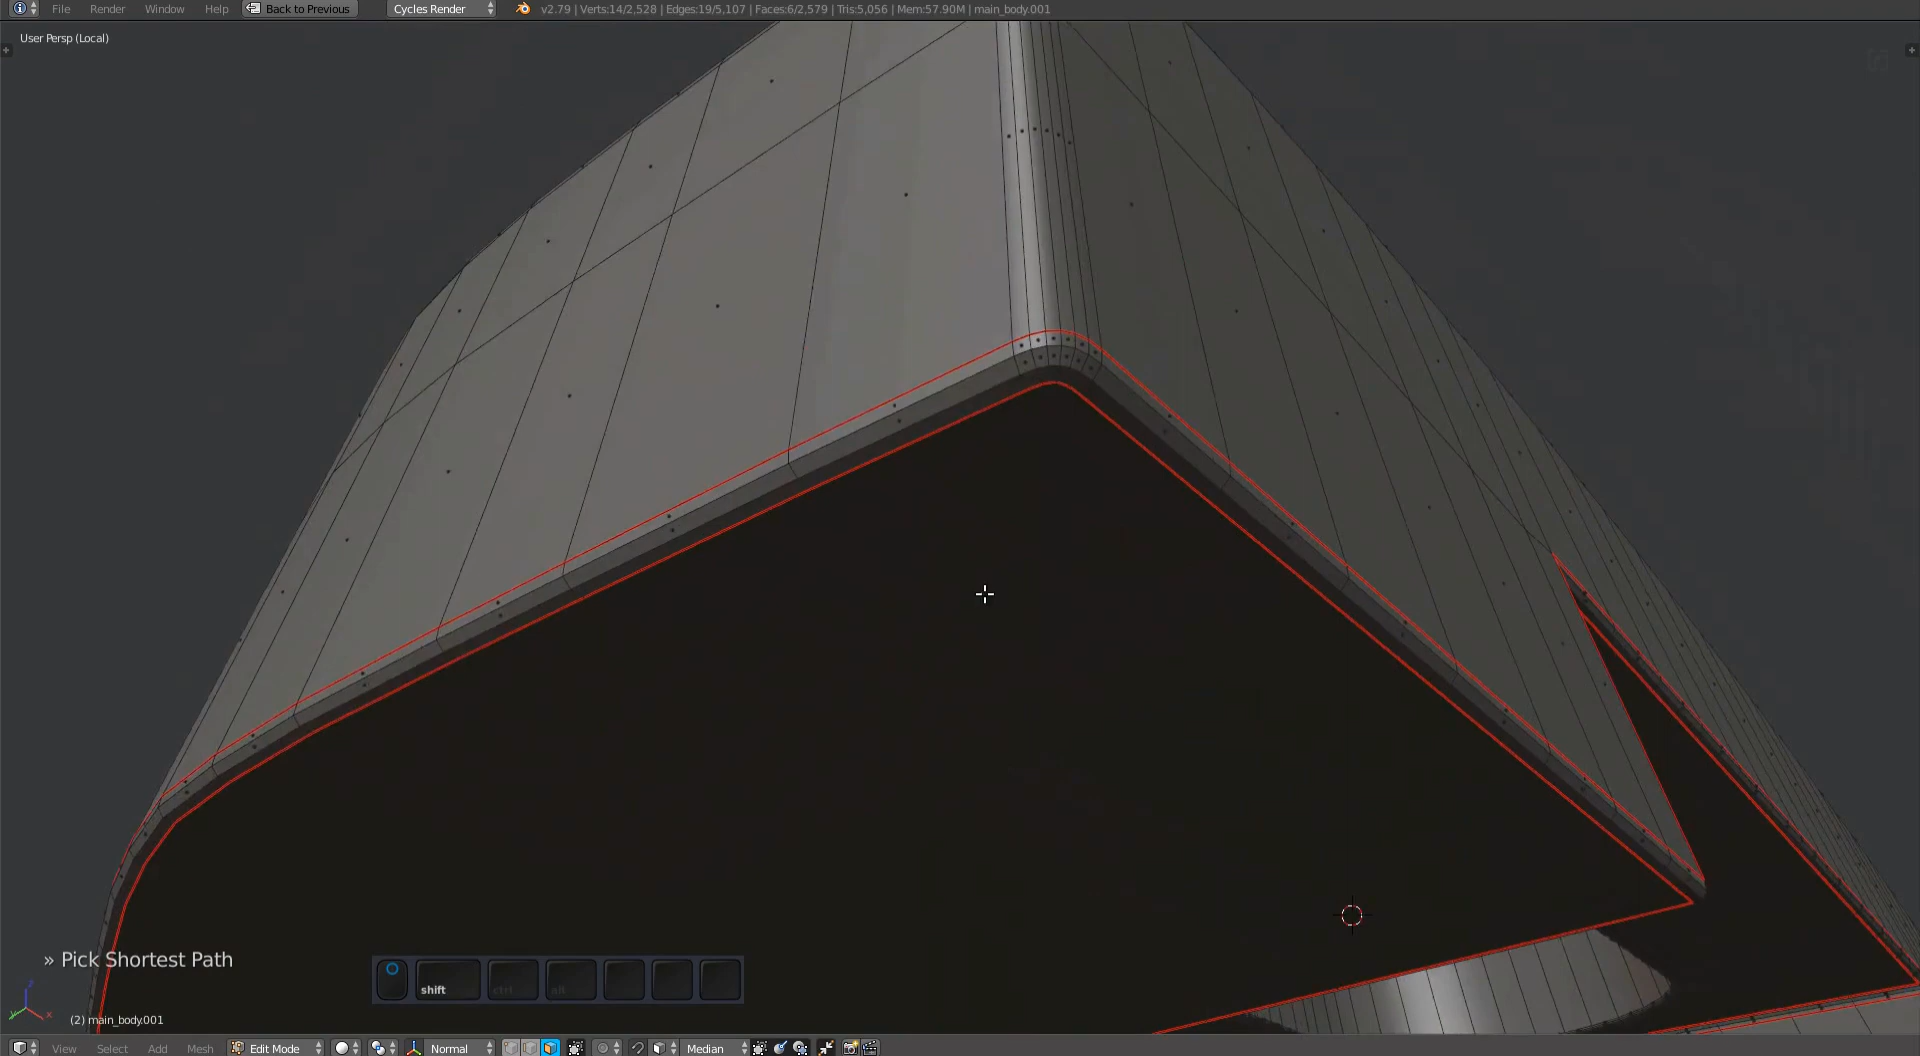 File Render Window Help Back to Previous Cycles Render v2.79 | Verts:14/2,528 | Edges:19/5,107 | Faces:6/2,579 | Tris:5,056 | Mem:57.90M | main_body.001
User Persp (Local)
» Pick Shortest Path
shift ctrl alt
z
y x
(2) main_body.001
View Select Add Mesh Edit Mode Normal Median